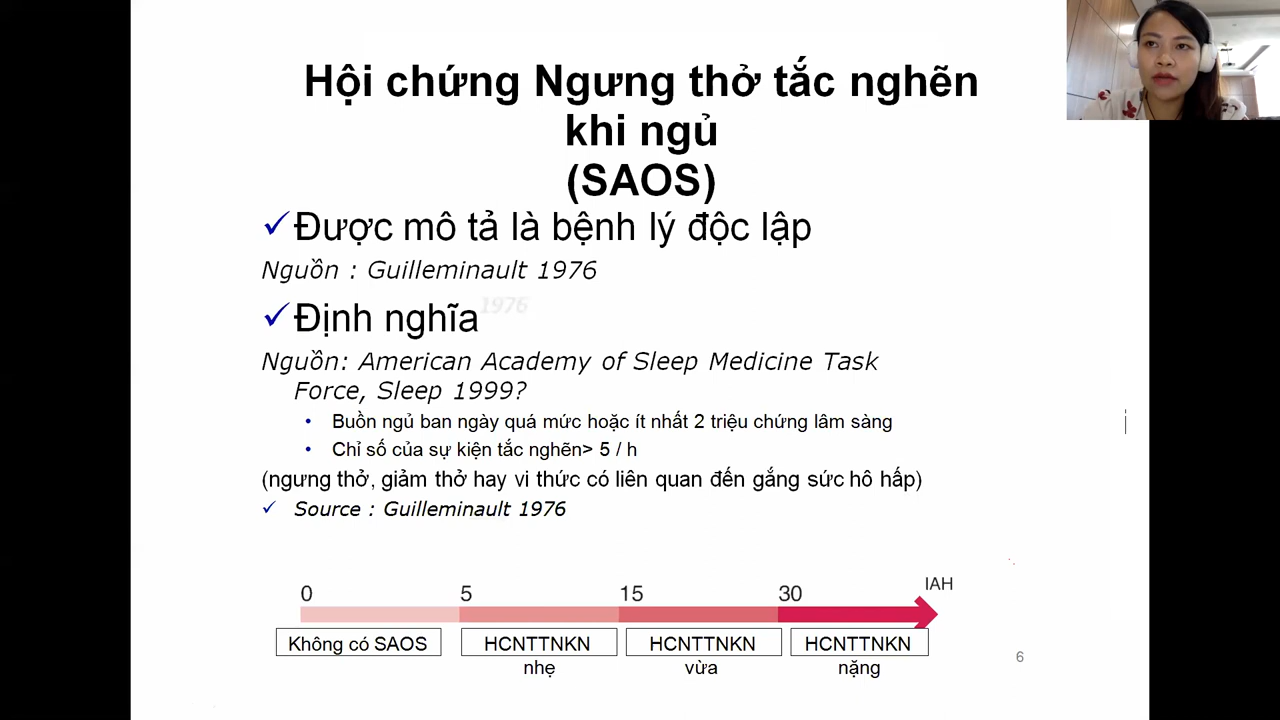 Hội chứng Ngưng thở tắc nghẽn
khi ngủ
(SAOS)
✓Được mô tả là bệnh lý độc lập
Nguồn : Guilleminault 1976
1976
✓Định nghĩa
Nguồn: American Academy of Sleep Medicine Task
Force, Sleep 1999?
• Buồn ngủ ban ngày quá mức hoặc ít nhất 2 triệu chứng lâm sàng
• Chỉ số của sự kiện tắc nghẽn> 5 / h
(ngưng thở, giảm thở hay vi thức có liên quan đến gắng sức hô hấp)
✓ Source : Guilleminault 1976
0 5 15 30 IAH
Không có SAOS HCNTTNKN HCNTTNKN HCNTTNKN
nhẹ vừa nặng
6